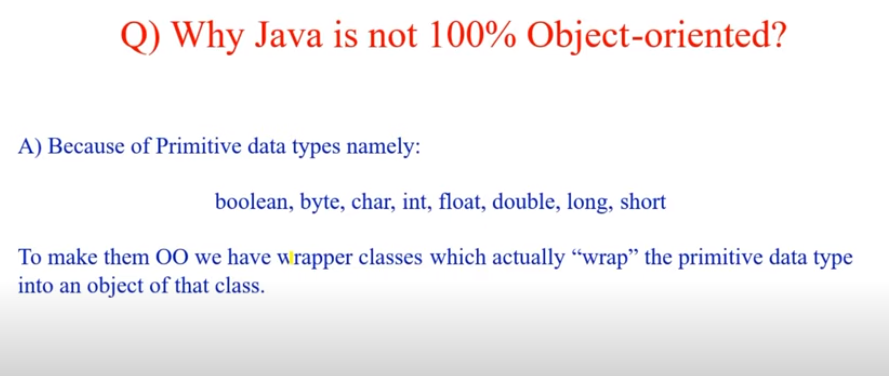 Q) Why Java is not 100% Object-oriented?
A) Because of Primitive data types namely:
boolean, byte, char, int, float, double, long, short
To make them OO we have wrapper classes which actually “wrap” the primitive data type
into an object of that class.